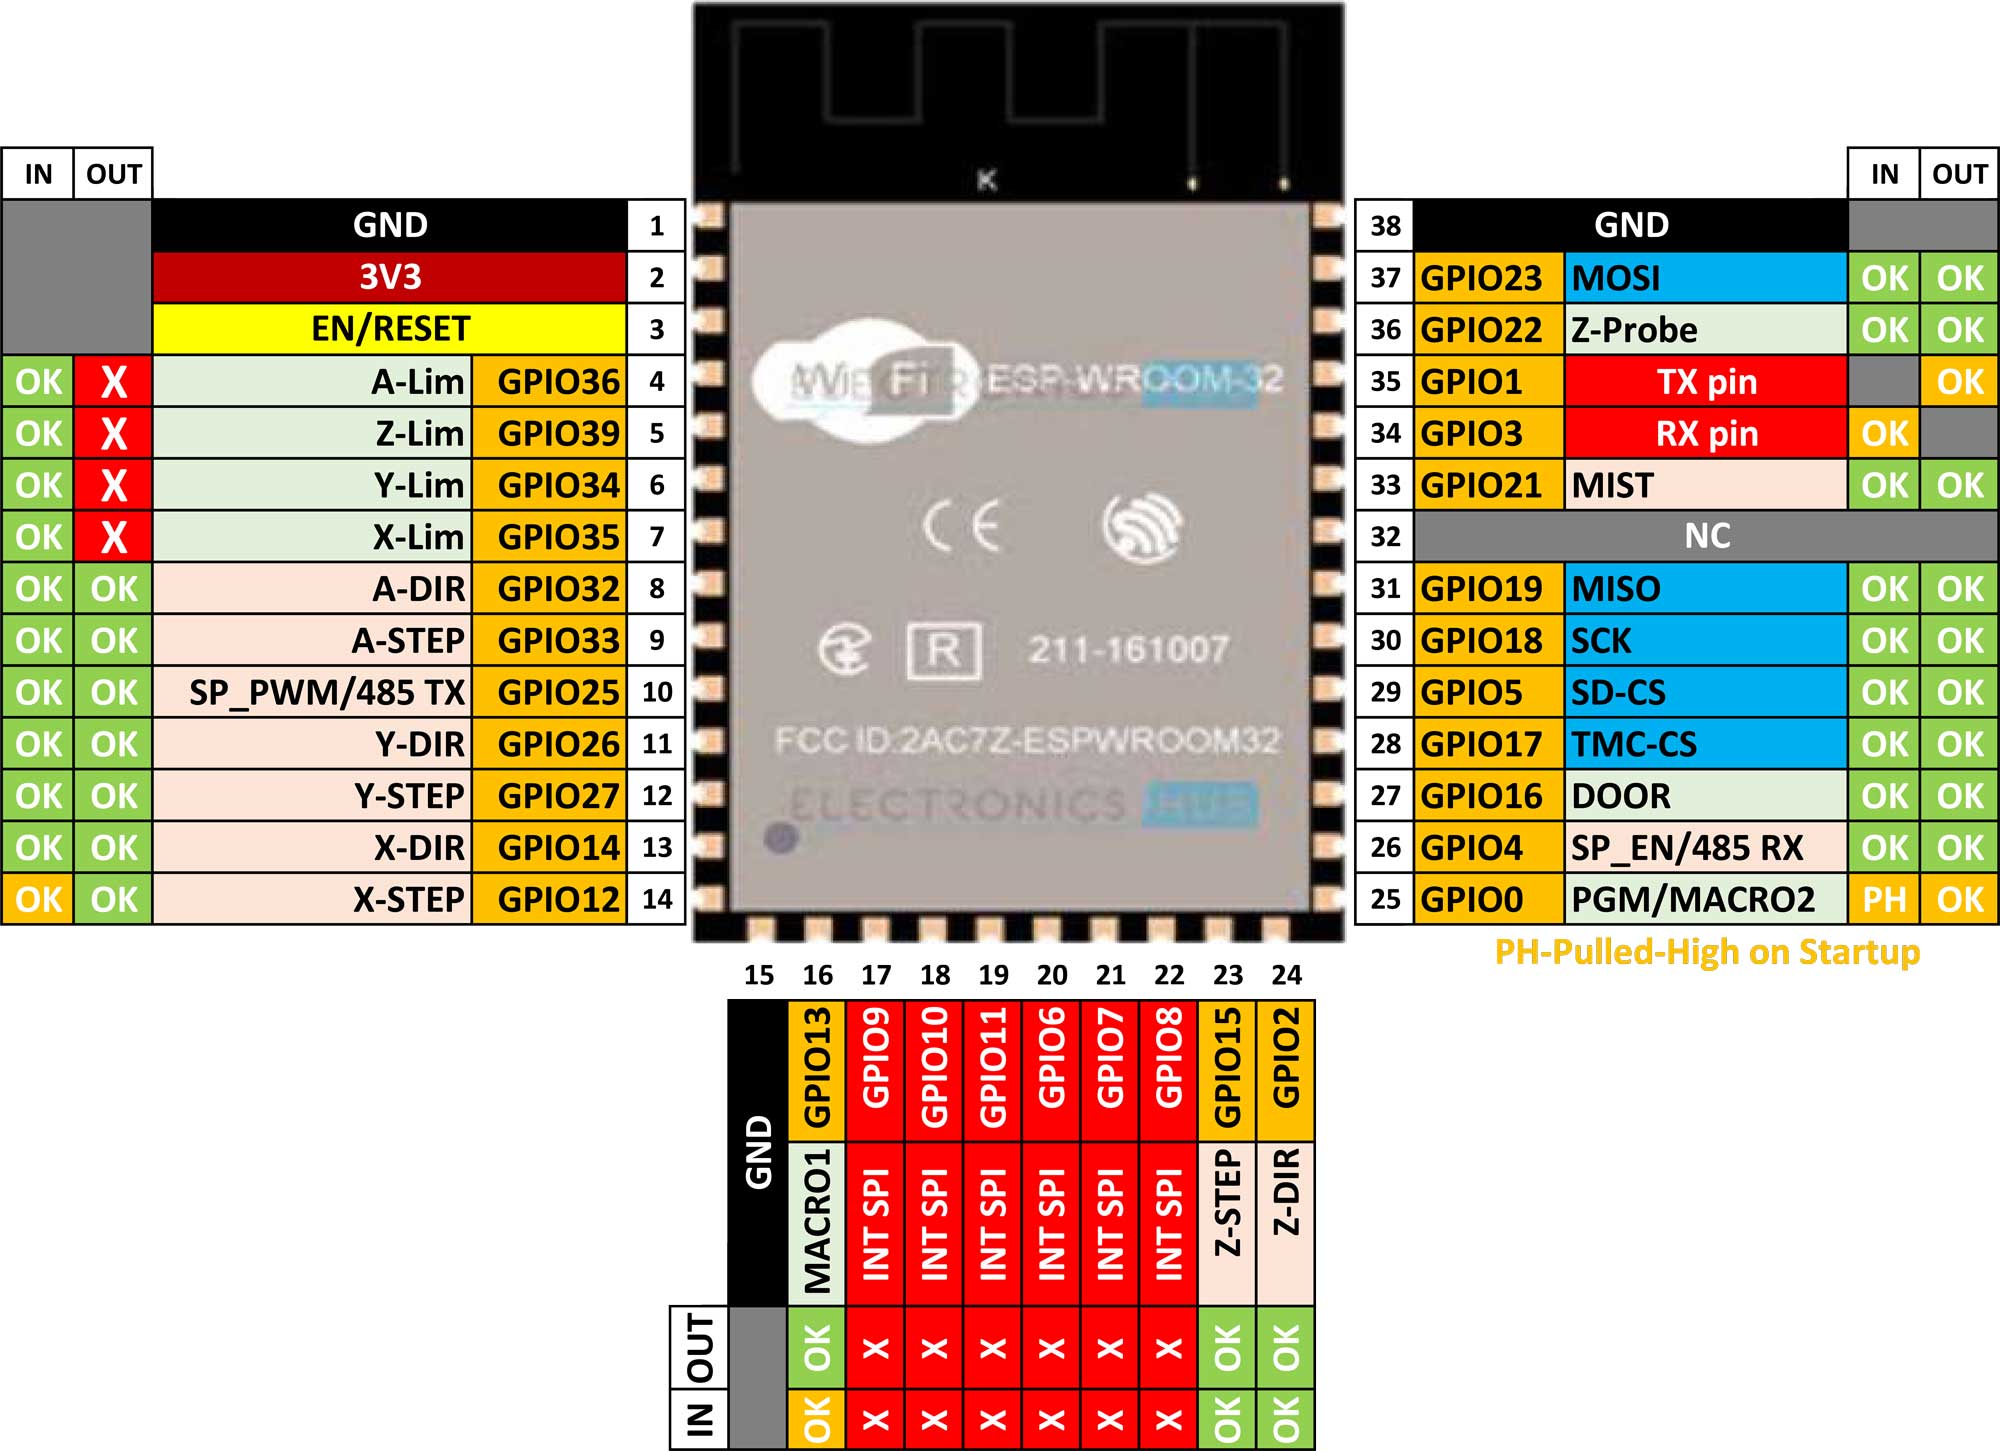 K
IN OUT
GND 1
3V3 2
EN/RESET 3
OK X A-Lim GPIO36 4
OK X Z-Lim GPIO39 5
OK X Y-Lim GPIO34 6
OK X X-Lim GPIO35 7
OK OK A-DIR GPIO32 8
OK OK A-STEP GPIO33 9
OK OK SP_PWM/485 TX GPIO25 10
OK OK Y-DIR GPIO26 11
OK OK Y-STEP GPIO27 12
OK OK X-DIR GPIO14 13
OK OK X-STEP GPIO12 14
Wi Fi ESP-WROOM-32
CE
R 211-161007
FCC ID:2AC7Z-ESPWROOM32
ELECTRONICS HUB
IN OUT
38 GND
37 GPIO23 MOSI OK OK
36 GPIO22 Z-Probe OK OK
35 GPIO1 TX pin OK
34 GPIO3 RX pin OK
33 GPIO21 MIST OK OK
32 NC
31 GPIO19 MISO OK OK
30 GPIO18 SCK OK OK
29 GPIO5 SD-CS OK OK
28 GPIO17 TMC-CS OK OK
27 GPIO16 DOOR OK OK
26 GPIO4 SP_EN/485 RX OK OK
25 GPIO0 PGM/MACRO2 PH OK
PH-Pulled-High on Startup
15 16 17 18 19 20 21 22 23 24
GND
GPIO13 GPIO9 GPIO10 GPIO11 GPIO6 GPIO7 GPIO8 GPIO15 GPIO2
MACRO1 INT SPI INT SPI INT SPI INT SPI INT SPI INT SPI Z-STEP Z-DIR
OUT OK X X X X X X OK OK
IN OK X X X X X X OK OK